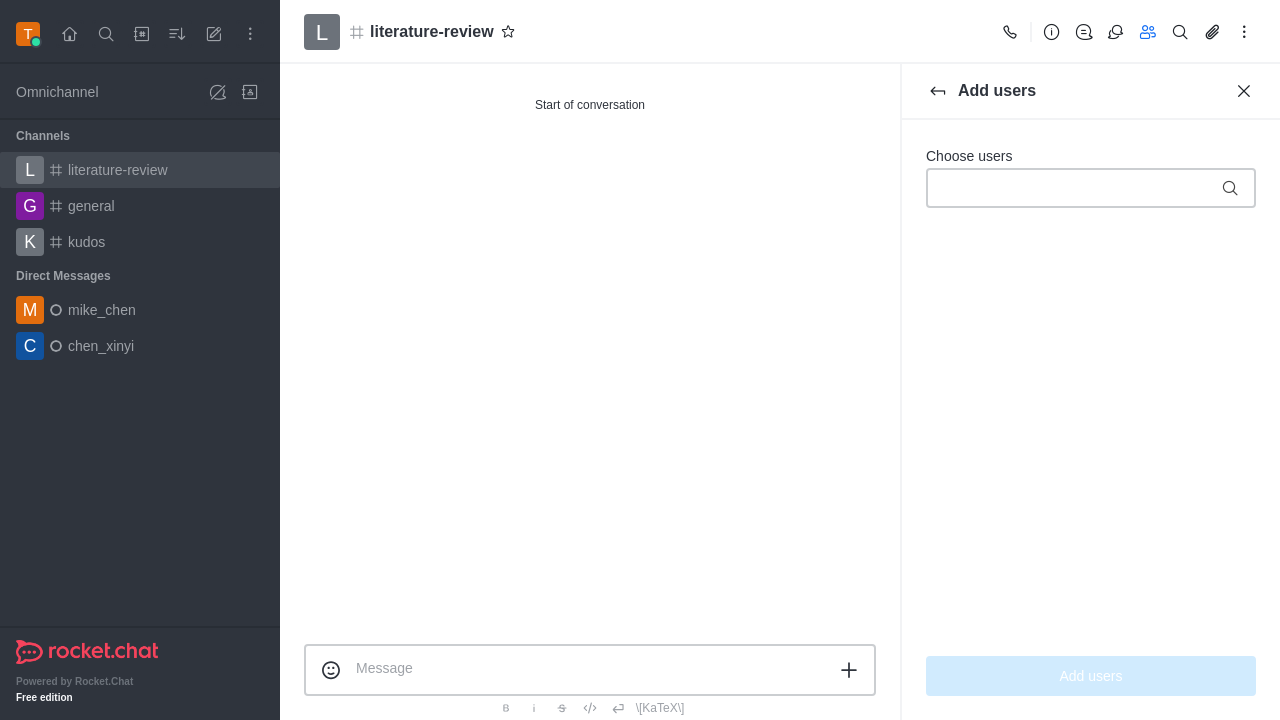 T
L
literature-review
Omnichannel
Start of conversation
Add users
Channels
L literature-review
G general
K kudos
Direct Messages
M mike_chen
C chen_xinyi
Choose users
Message
Add users
rocket.chat
Powered by Rocket.Chat
Free edition
B i S </> \[KaTeX\]